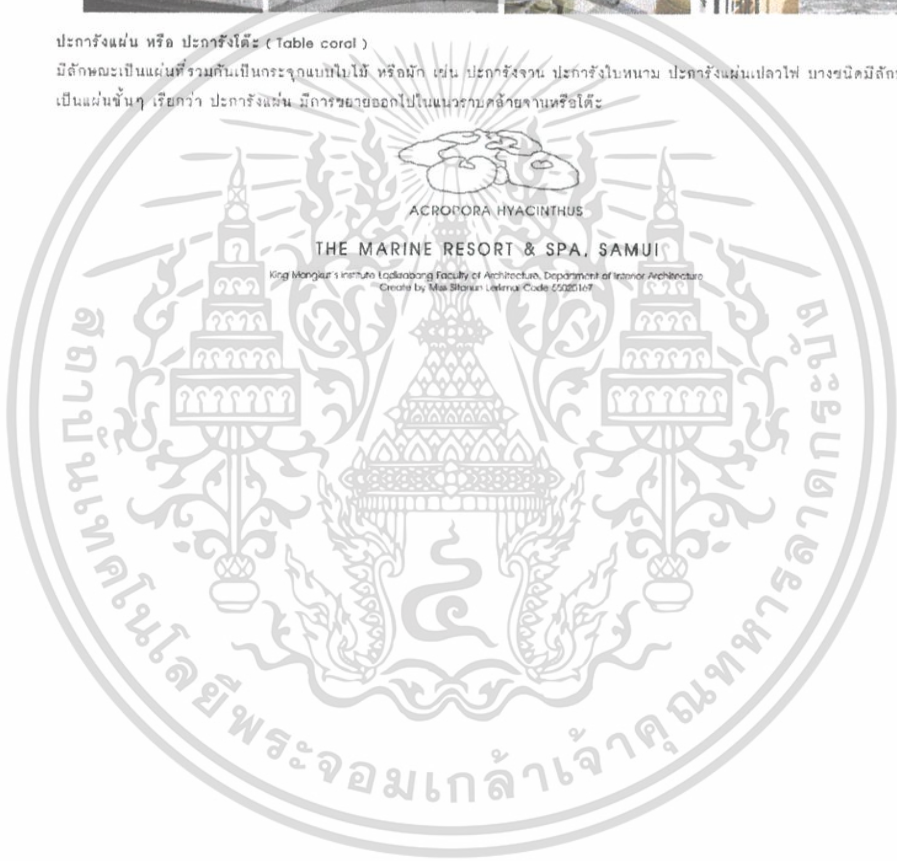 ปะการังแผ่น หรือ ปะการังโต๊ะ ( Table coral )
มีลักษณะเป็นแผ่นที่รวมกันเป็นกระจุกแบบใบไม้ หรือผัก เช่น ปะการังจาน ปะการังใบหนาม ปะการังแผ่นเปลวไฟ บางชนิดมีลักษ
เป็นแผ่นชั้นๆ เรียกว่า ปะการังแผ่น มีการขยายออกไปในแนวราบคล้ายจานหรือโต๊ะ
ACROPORA HYACINTHUS
THE MARINE RESORT & SPA, SAMUI
King Mongkut's Institute Ladkrabang Faculty of Architecture, Department of Interior Architecture
Create by Miss Sitanun Code 55020167
สถาบันเทคโนโลยีพระจอมเกล้าเจ้าคุณทหารลาดกระบัง